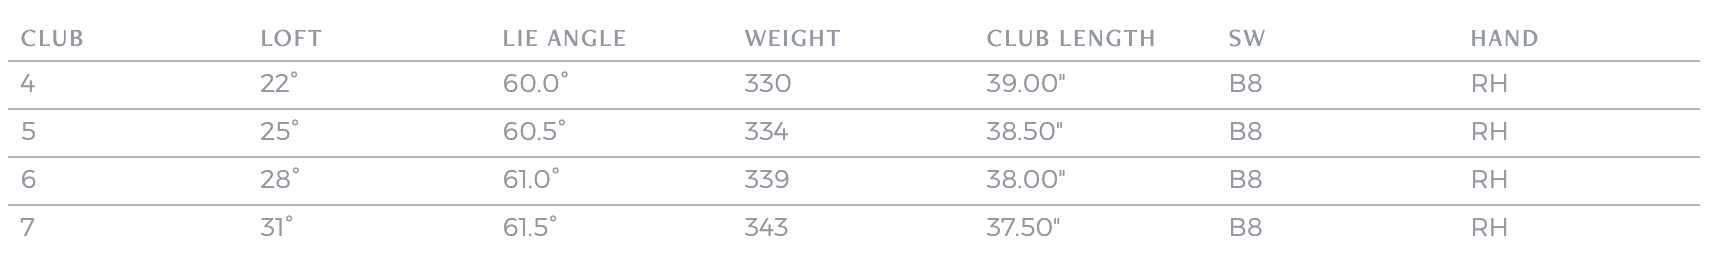 CLUB LOFT LIE ANGLE WEIGHT CLUB LENGTH SW HAND
4 22° 60.0° 330 39.00" B8 RH
5 25° 60.5° 334 38.50" B8 RH
6 28° 61.0° 339 38.00" B8 RH
7 31° 61.5° 343 37.50" B8 RH